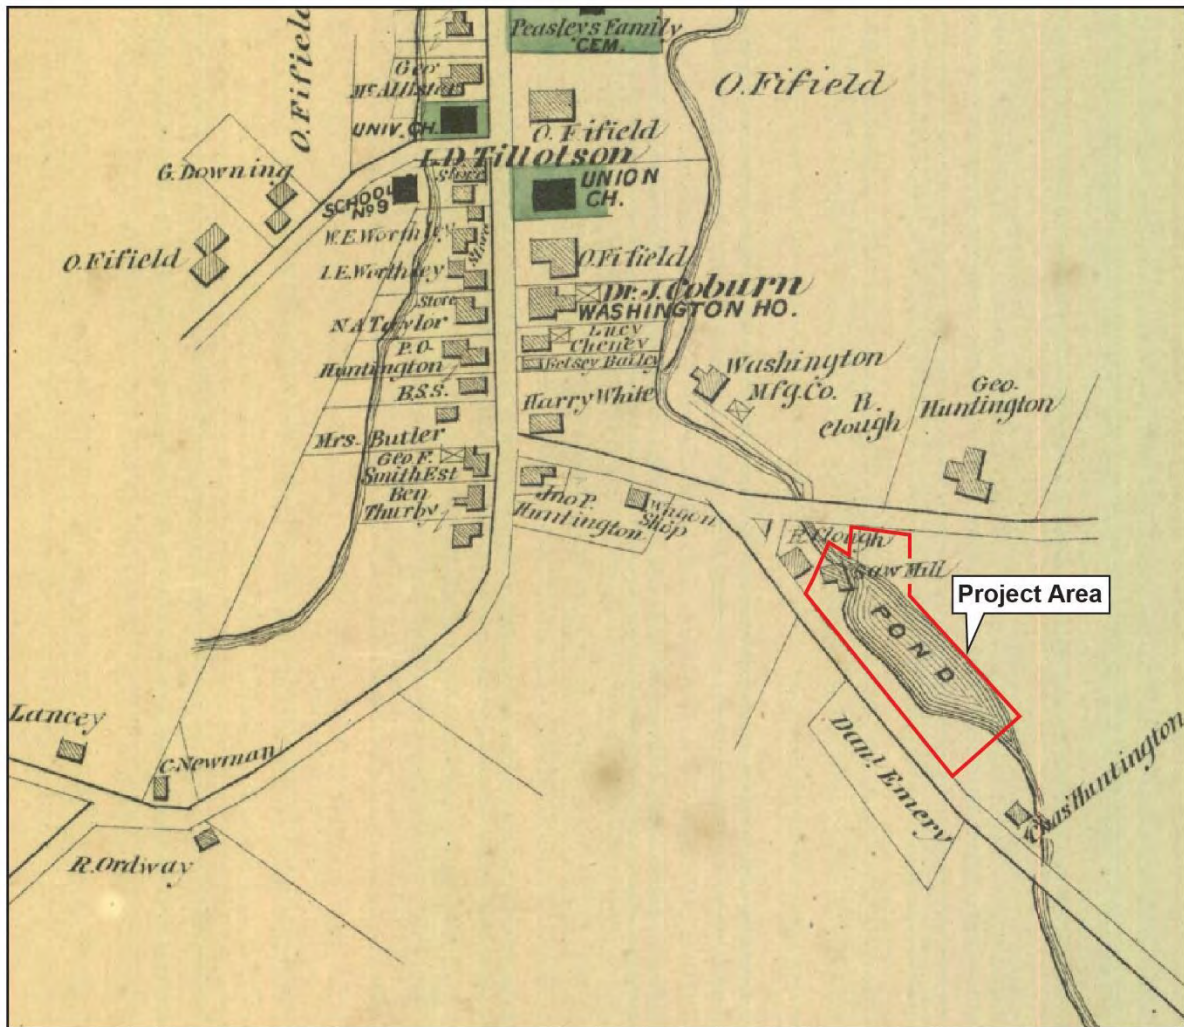 Peasleys Family
CEM.
O. Fifield
Geo
McAllister
O. Fifield
UNIV. CH.
O. Fifield
L.D. Tillotson
Store
UNION
CH.
G. Downing
SCHOOL
No 9
W.E. Worthley
Store
O. Fifield
I.E. Worthley
O. Fifield
Dr. J. Coburn
WASHINGTON HO.
Store
N A Taylor
Lucy
Cheney
P. O.
Huntington
Betsey Bailey
Washington
Mfg. Co.
B.S.S.
Harry White
R.
Clough
Geo.
Huntington
Mrs. Butler
Geo F.
Smith Est
Ben
Thurby
Jno P.
Huntington
Wagon
Shop
R. Clough
Saw Mill
Project Area
POND
Lancey
C. Newman
Danl Emery
Chas Huntington
R. Ordway